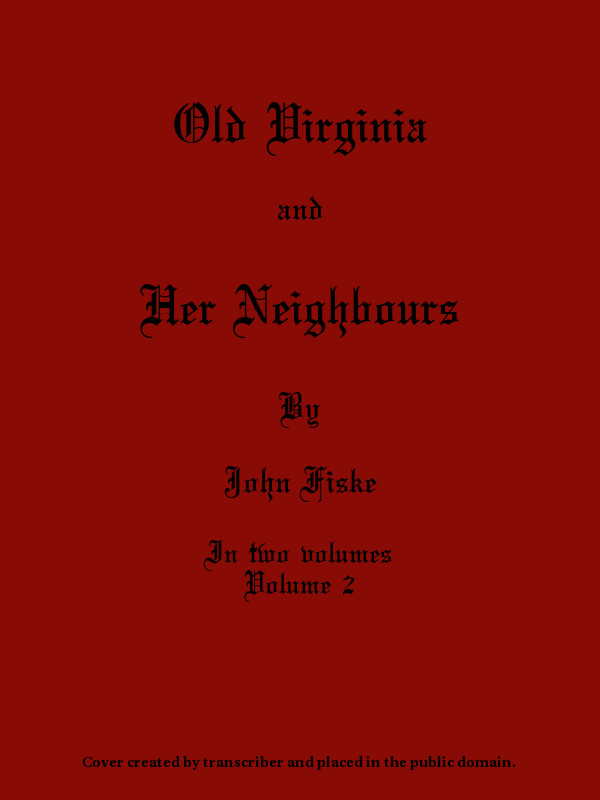 Old Virginia
and
Her Neighbours
By
John Fiske
In two volumes
Volume 2
Cover created by transcriber and placed in the public domain.